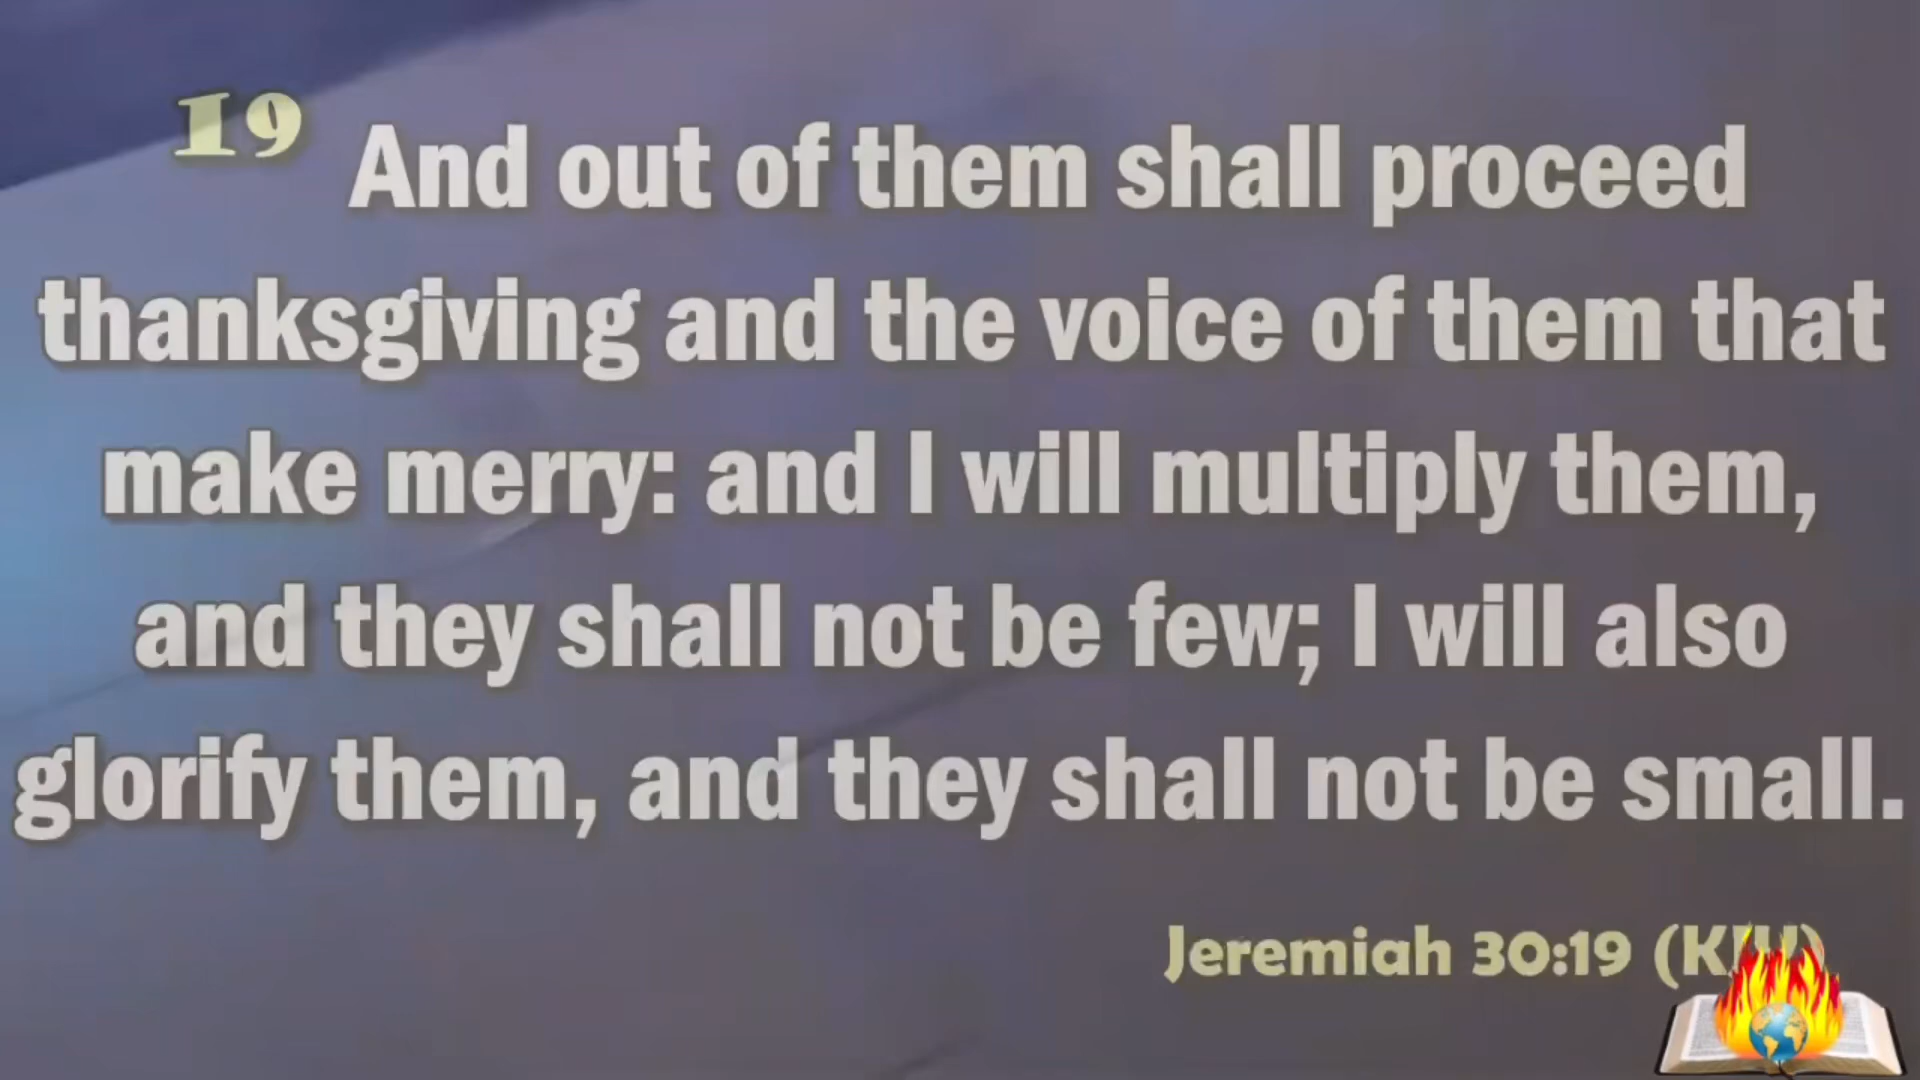 19 And out of them shall proceed
thanksgiving and the voice of them that
make merry: and I will multiply them,
and they shall not be few; I will also
glorify them, and they shall not be small.
Jeremiah 30:19